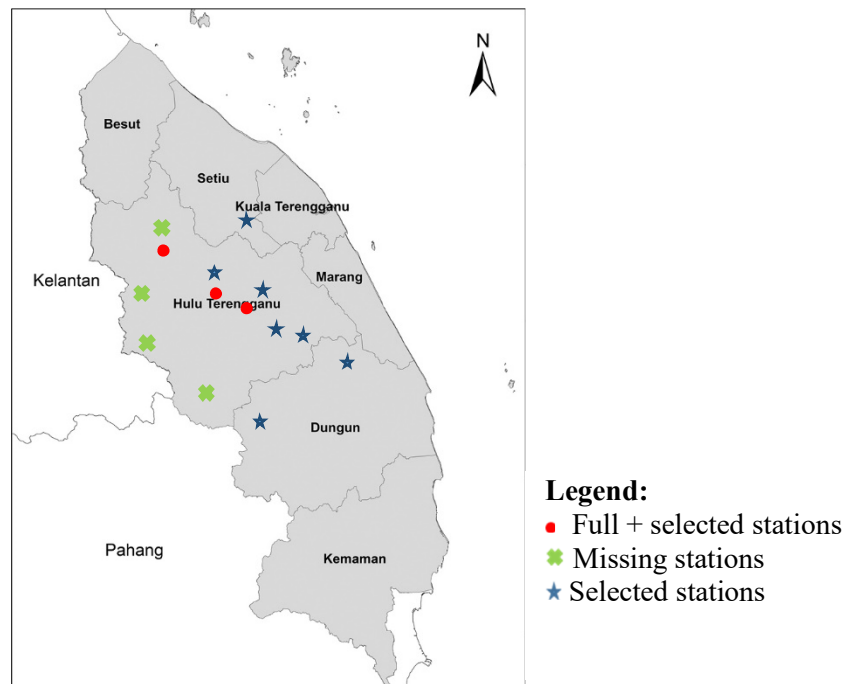 N
Besut
Setiu
Kuala Terengganu
Kelantan
Marang
Hulu Terengganu
Dungun
Pahang
Kemaman
Legend:
Full + selected stations
Missing stations
Selected stations